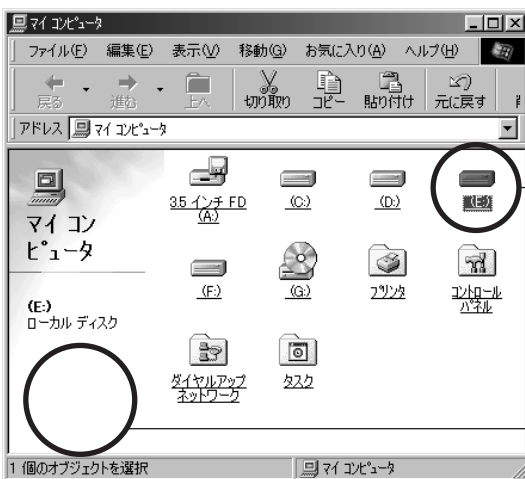 マイ コンピュータ
ファイル(F) 編集(E) 表示(V) 移動(G) お気に入り(A) ヘルプ(H)
戻る 進む 上へ 切り取り コピー 貼り付け 元に戻す
アドレス マイ コンピュータ
マイ コン
ピュータ
(E:)
ローカル ディスク
3.5 インチ FD
(A:)
(C:)
(D:)
(E:)
(F:)
(G:)
プリンタ
コントロール
パネル
ダイヤルアップ
ネットワーク
タスク
1 個のオブジェクトを選択 マイ コンピュータ